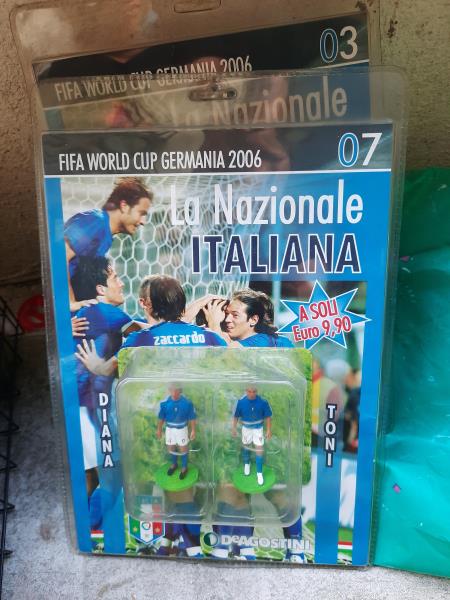 03
FIFA WORLD CUP GERMANIA 2006
La Nazionale
FIFA WORLD CUP GERMANIA 2006
07
La Nazionale
ITALIANA
A SOLI
Euro 9,90
zaccardo
DIANA
TONI
DeAGOSTINI